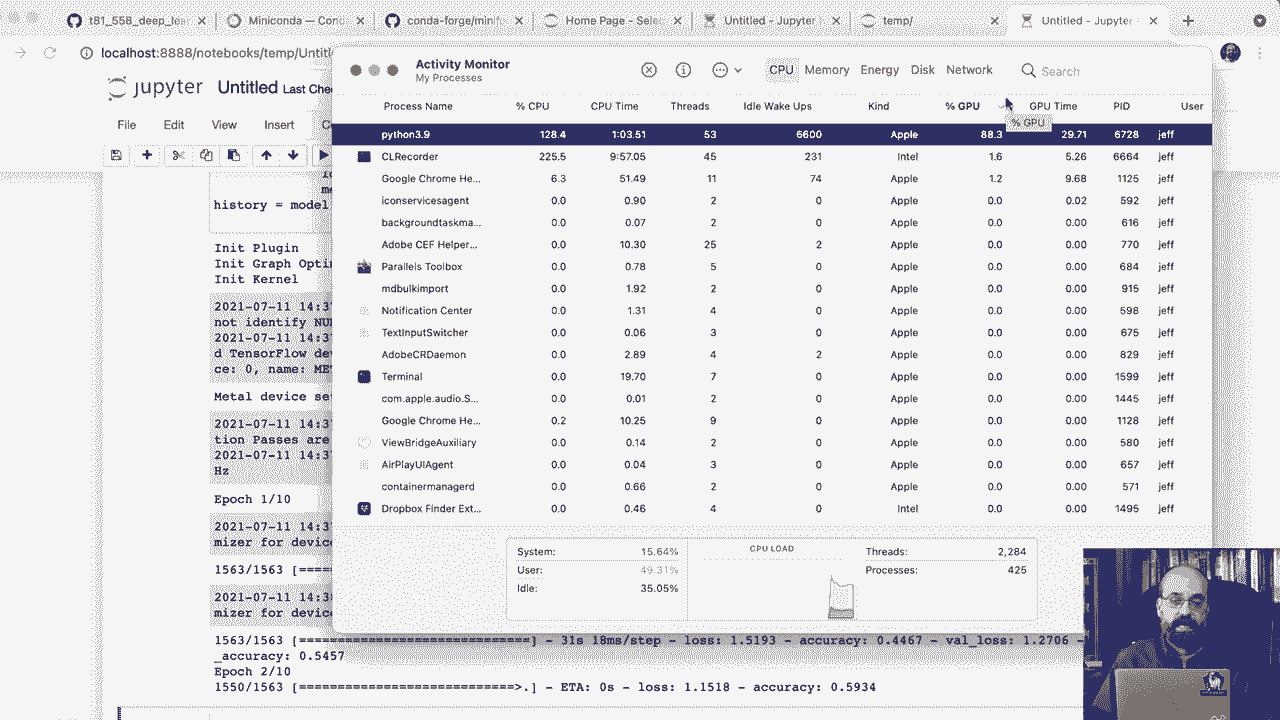 t81_558_deep_lear
Miniconda — Cond
conda-forge/minifo
Home Page - Sele
Untitled - Jupyter
temp/
Untitled - Jupyter
localhost:8888/notebooks/temp/Untit
jupyter Untitled Last Chec
File Edit View Insert C
Activity Monitor
My Processes
CPU Memory Energy Disk Network Search
Process Name % CPU CPU Time Threads Idle Wake Ups Kind % GPU GPU Time PID User
% GPU
python3.9 128.4 1:03.51 53 6600 Apple 88.3 29.71 6728 jeff
CLRecorder 225.5 9:57.05 45 231 Intel 1.6 5.26 6664 jeff
Google Chrome He... 6.3 51.49 11 74 Apple 1.2 9.68 1125 jeff
iconservicesagent 0.0 0.90 2 0 Apple 0.0 0.02 592 jeff
backgroundtaskma... 0.0 0.07 2 0 Apple 0.0 0.00 616 jeff
Adobe CEF Helper... 0.0 10.30 25 2 Apple 0.0 0.00 770 jeff
Parallels Toolbox 0.0 0.78 5 0 Apple 0.0 0.00 684 jeff
mdbulkimport 0.0 1.92 2 0 Apple 0.0 0.00 915 jeff
Notification Center 0.0 1.31 4 0 Apple 0.0 0.00 598 jeff
TextInputSwitcher 0.0 0.06 3 0 Apple 0.0 0.00 675 jeff
AdobeCRDaemon 0.0 2.89 4 2 Apple 0.0 0.00 829 jeff
Terminal 0.0 19.70 7 0 Apple 0.0 0.00 1599 jeff
com.apple.audio.S... 0.0 0.01 2 0 Apple 0.0 0.00 1445 jeff
Google Chrome He... 0.2 10.25 9 0 Apple 0.0 0.00 1128 jeff
ViewBridgeAuxiliary 0.0 0.14 2 0 Apple 0.0 0.00 580 jeff
AirPlayUIAgent 0.0 0.04 3 0 Apple 0.0 0.00 657 jeff
containermanagerd 0.0 0.66 2 0 Apple 0.0 0.00 571 jeff
Dropbox Finder Ext... 0.0 0.46 4 0 Intel 0.0 0.00 1495 jeff
System: 15.64% CPU LOAD Threads: 2,284
User: 49.31% Processes: 425
Idle: 35.05%
history = model
Init Plugin
Init Graph Opti
Init Kernel
2021-07-11 14:3
not identify NU
2021-07-11 14:3
d TensorFlow dev
ce: 0, name: ME
Metal device se
2021-07-11 14:3
tion Passes are
2021-07-11 14:3
Hz
Epoch 1/10
2021-07-11 14:3
mizer for device
1563/1563 [====
2021-07-11 14:3
mizer for device
1563/1563 [==============================] - 31s 18ms/step - loss: 1.5193 - accuracy: 0.4467 - val_loss: 1.2706 -
_accuracy: 0.5457
Epoch 2/10
1550/1563 [============================>.] - ETA: 0s - loss: 1.1518 - accuracy: 0.5934